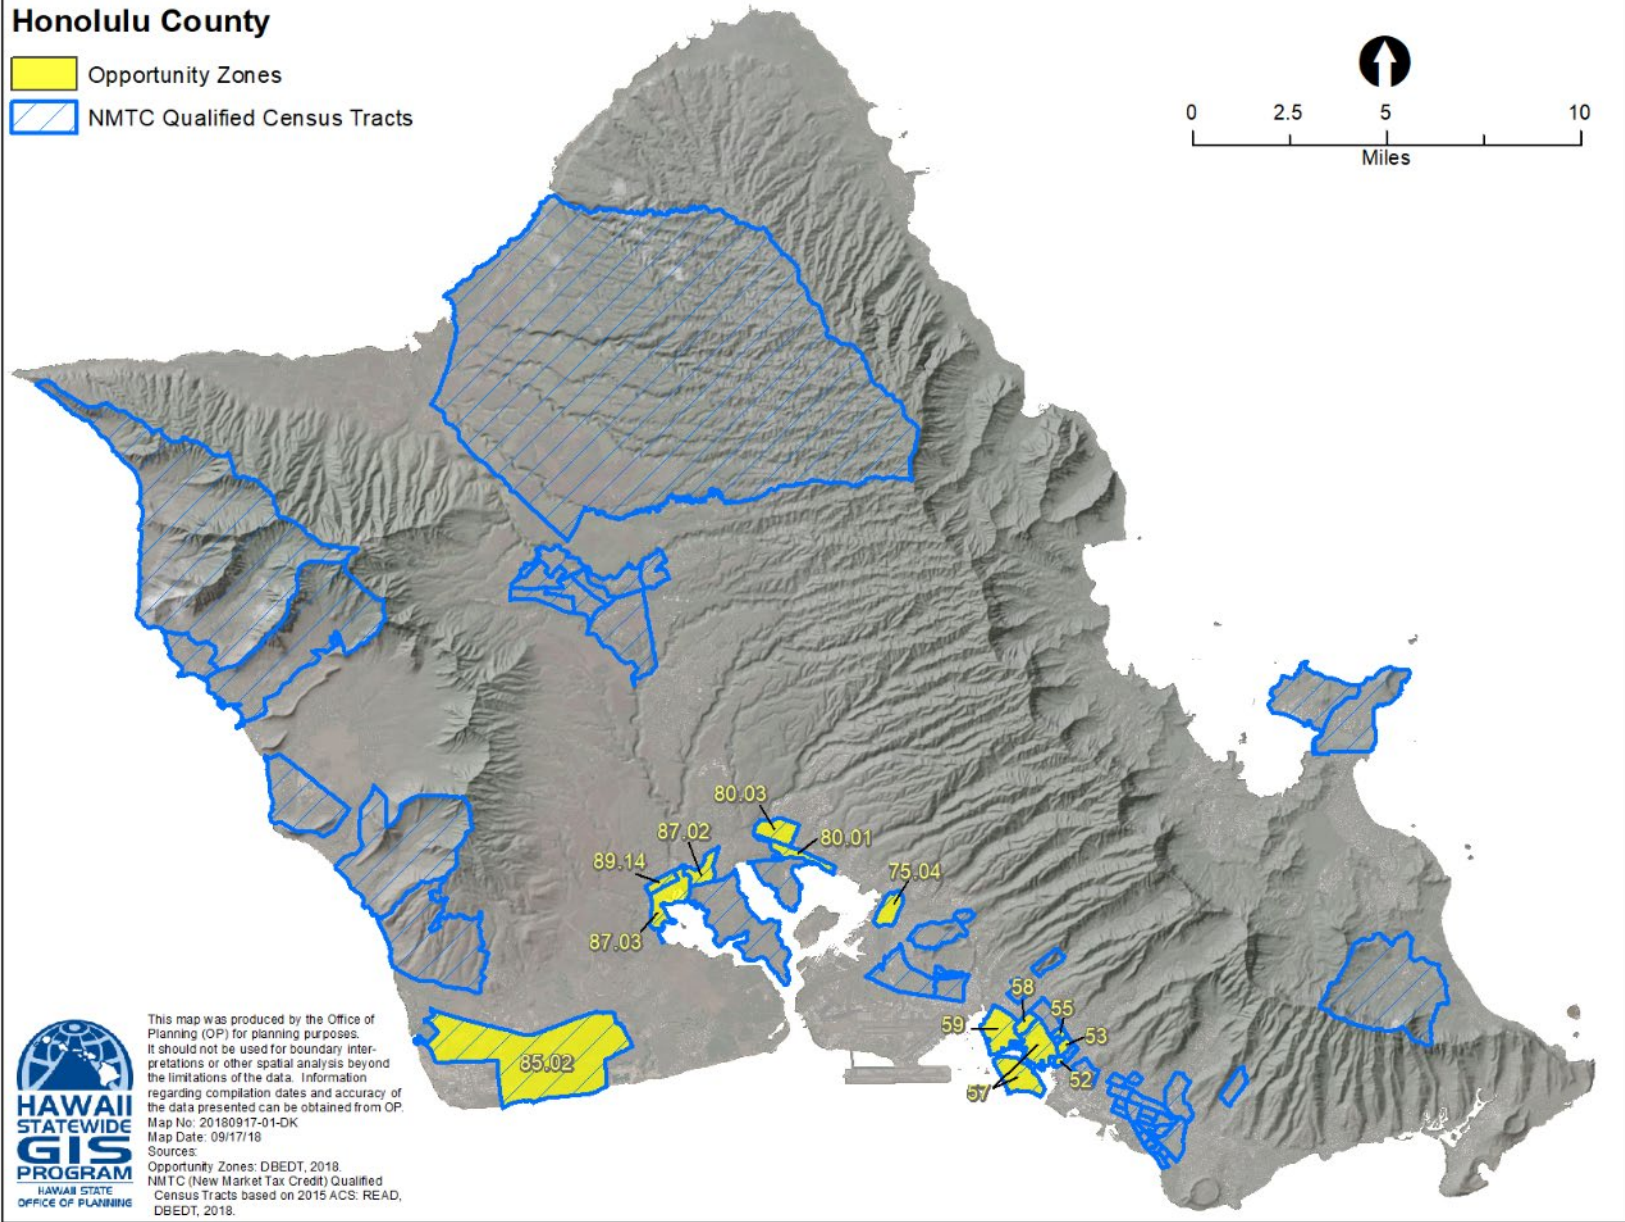 Honolulu County
Opportunity Zones
NMTC Qualified Census Tracts
0 2.5 5 10
Miles
80.03
87.02
80.01
89.14
75.04
87.03
58
55
59
53
52
57
85.02
This map was produced by the Office of
Planning (OP) for planning purposes.
It should not be used for boundary inter-
pretations or other spatial analysis beyond
the limitations of the data. Information
regarding compilation dates and accuracy of
the data presented can be obtained from OP.
Map No: 20180917-01-DK
Map Date: 09/17/18
Sources:
Opportunity Zones: DBEDT, 2018.
NMTC (New Market Tax Credit) Qualified
Census Tracts based on 2015 ACS: READ,
DBEDT, 2018.
HAWAII
STATEWIDE
GIS
PROGRAM
HAWAII STATE
OFFICE OF PLANNING